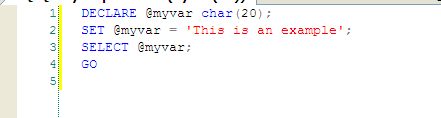 1 DECLARE @myvar char(20);
2 SET @myvar = 'This is an example';
3 SELECT @myvar;
4 GO
5